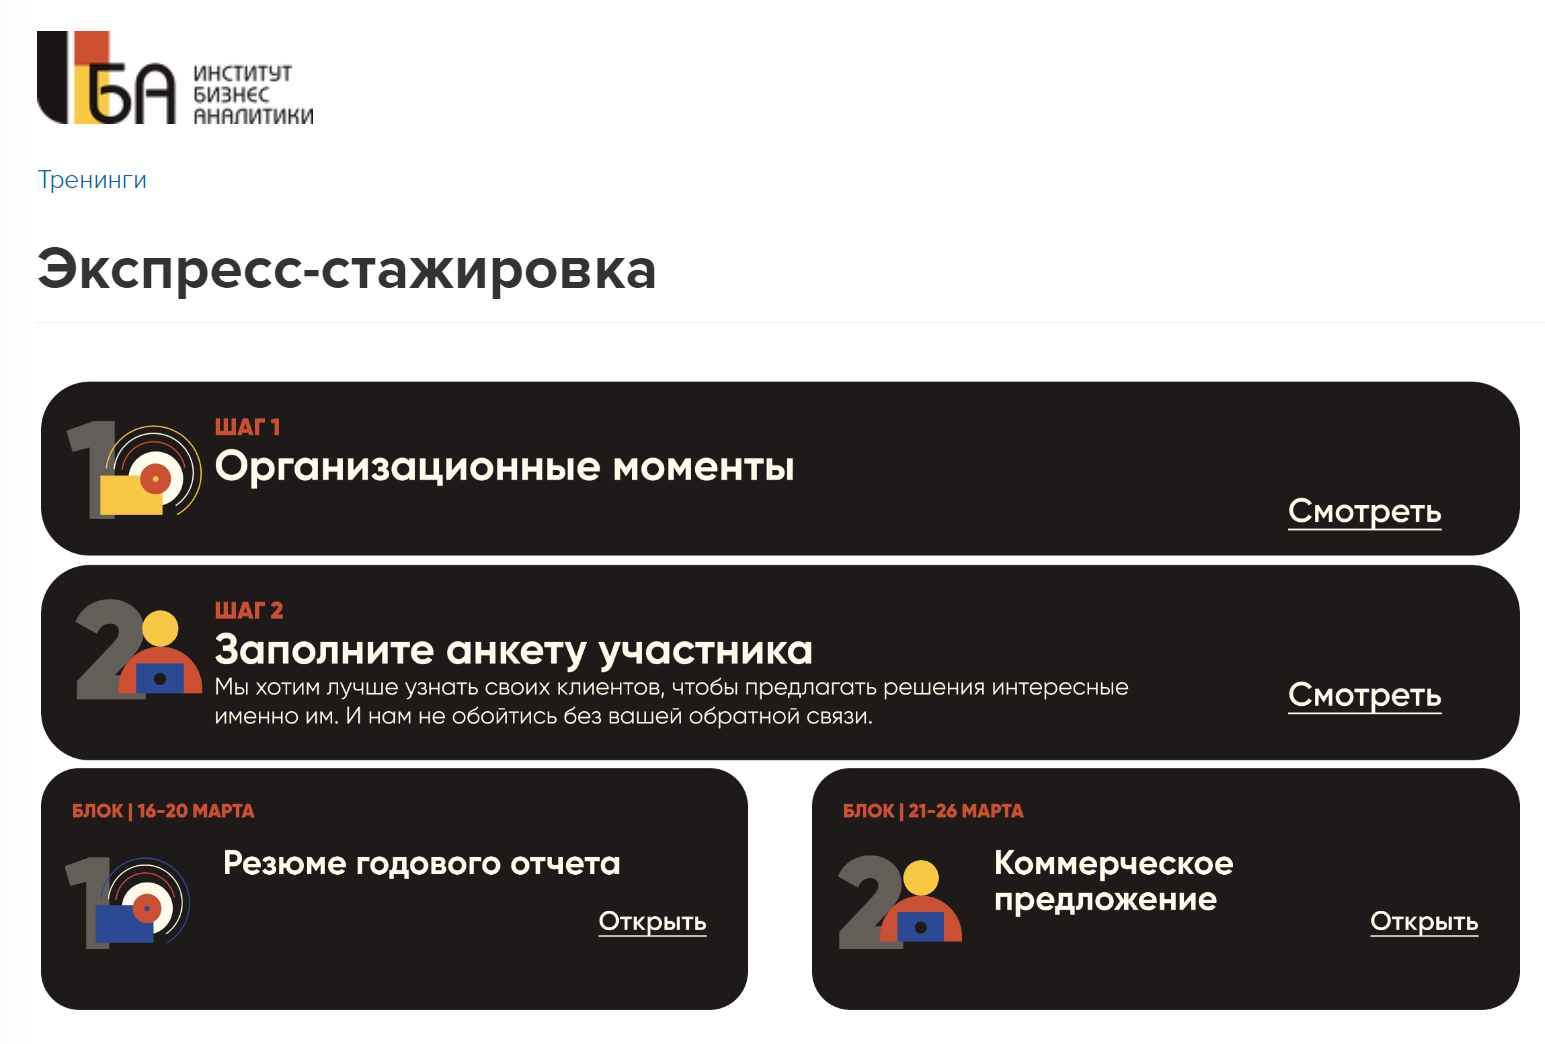 БА
ИНСТИТУТ
БИЗНЕС
АНАЛИТИКИ
Тренинги
Экспресс-стажировка
1
ШАГ 1
Организационные моменты
Смотреть
2
ШАГ 2
Заполните анкету участника
Мы хотим лучше узнать своих клиентов, чтобы предлагать решения интересные
именно им. И нам не обойтись без вашей обратной связи.
Смотреть
БЛОК | 16-20 МАРТА
1
Резюме годового отчета
Открыть
БЛОК | 21-26 МАРТА
2
Коммерческое
предложение
Открыть